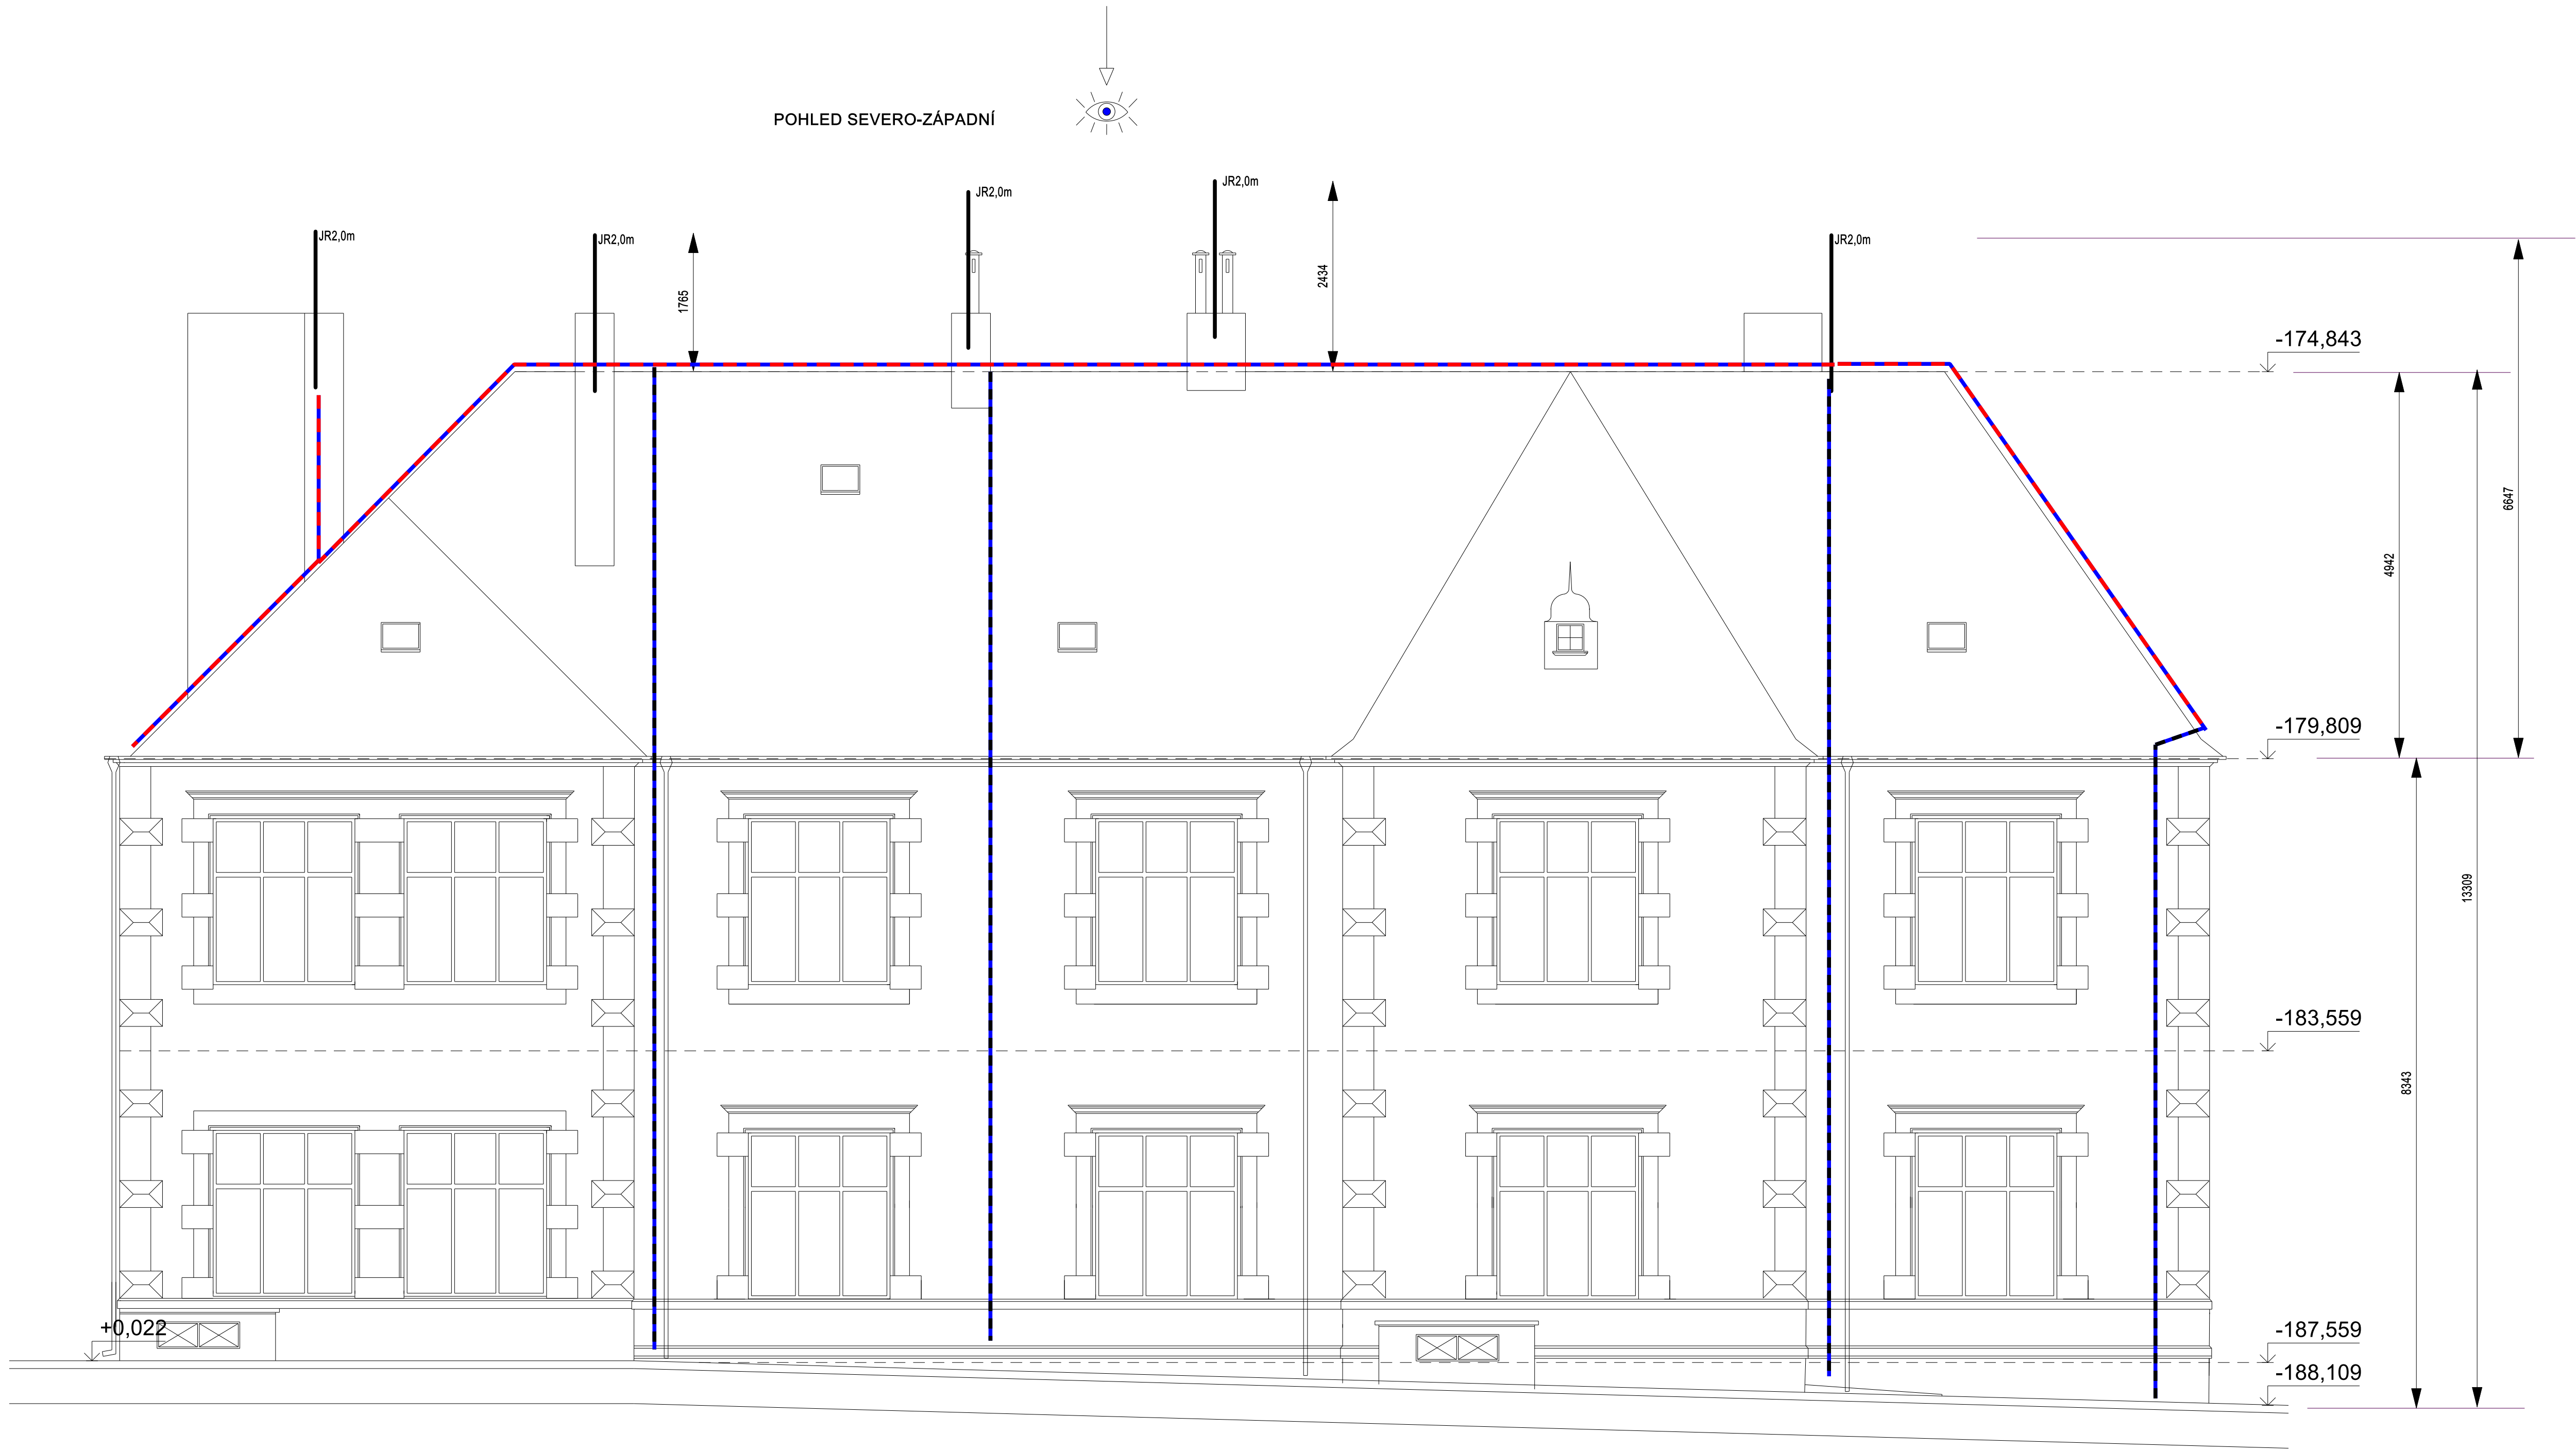 POHLED SEVERO-ZÁPADNÍ
JR2,0m
JR2,0m
JR2,0m
JR2,0m
JR2,0m
1765
2434
-174,843
6647
4942
-179,809
13309
-183,559
8343
+0,022
-187,559
-188,109